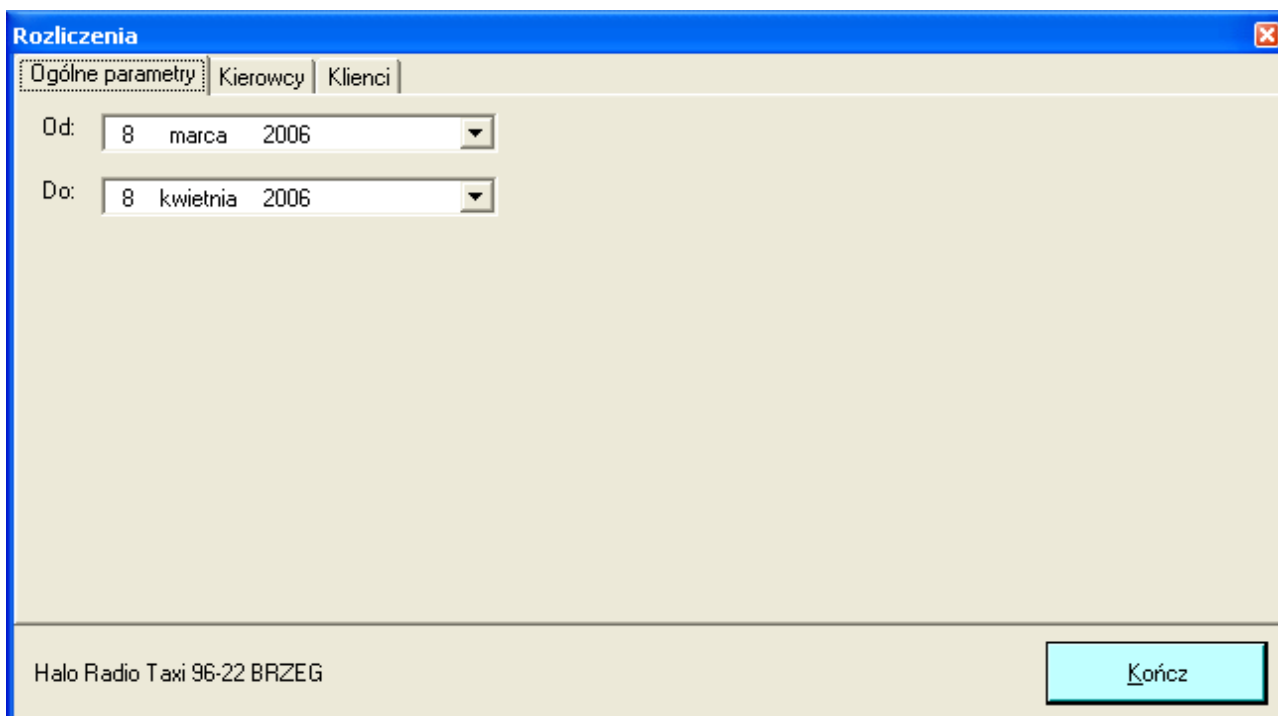 Rozliczenia
Ogólne parametry Kierowcy Klienci
Od: 8 marca 2006
Do: 8 kwietnia 2006
Halo Radio Taxi 96-22 BRZEG Kończ